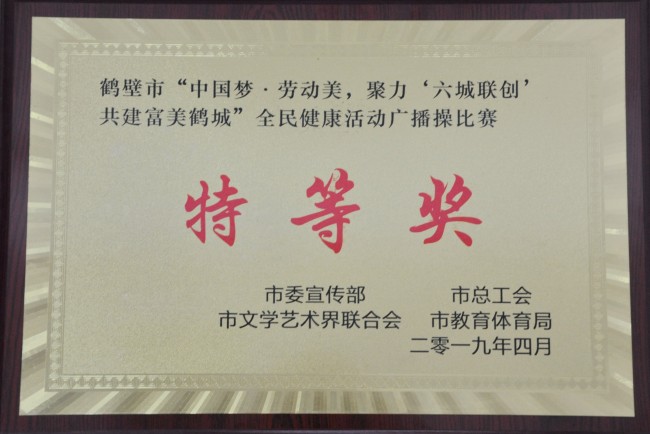 鹤壁市“中国梦·劳动美，聚力‘六城联创’
共建富美鹤城”全民健康活动广播操比赛
特等奖
市委宣传部 市总工会
市文学艺术界联合会 市教育体育局
二零一九年四月